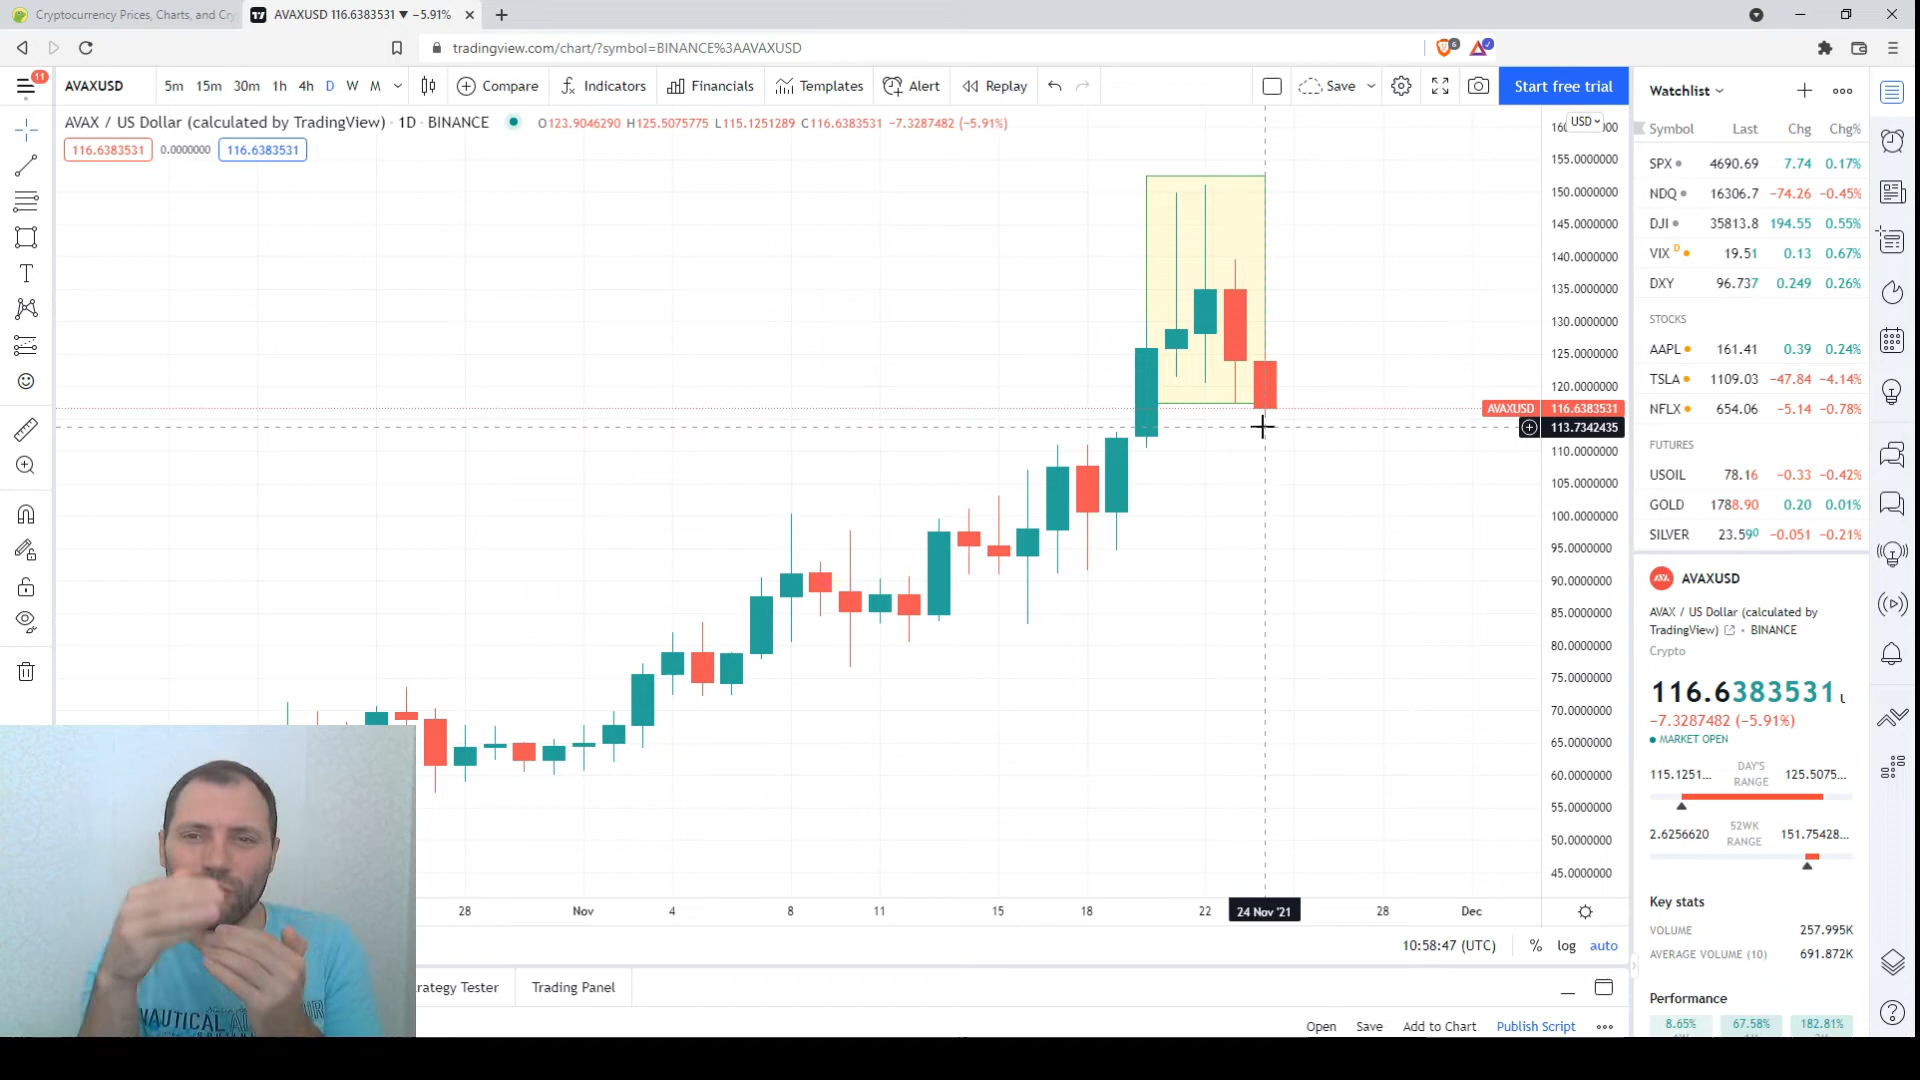 Cryptocurrency Prices, Charts, and Cry
AVAXUSD 116.6383531 ▼ −5.91%
tradingview.com/chart/?symbol=BINANCE%3AAVAXUSD
6
11
AVAXUSD 5m 15m 30m 1h 4h D W M Compare Indicators Financials Templates Alert Replay Save Start free trial
AVAX / US Dollar (calculated by TradingView) · 1D · BINANCE O123.9046290 H125.5075775 L115.1251289 C116.6383531 −7.3287482 (−5.91%)
116.6383531 0.0000000 116.6383531
USD
155.0000000
150.0000000
145.0000000
140.0000000
135.0000000
130.0000000
125.0000000
120.0000000
AVAXUSD 116.6383531
113.7342435
110.0000000
105.0000000
100.0000000
95.0000000
90.0000000
85.0000000
80.0000000
75.0000000
70.0000000
65.0000000
60.0000000
55.0000000
50.0000000
45.0000000
28 Nov 4 8 11 15 18 22 24 Nov '21 28 Dec
10:58:47 (UTC) % log auto
rategy Tester Trading Panel
Open Save Add to Chart Publish Script
Watchlist
Symbol Last Chg Chg%
SPX 4690.69 7.74 0.17%
NDQ 16306.7 −74.26 −0.45%
DJI 35813.8 194.55 0.55%
VIX D 19.51 0.13 0.67%
DXY 96.737 0.249 0.26%
STOCKS
AAPL 161.41 0.39 0.24%
TSLA 1109.03 −47.84 −4.14%
NFLX 654.06 −5.14 −0.78%
FUTURES
USOIL 78.16 −0.33 −0.42%
GOLD 1788.90 0.20 0.01%
SILVER 23.590 −0.051 −0.21%
AVAXUSD
AVAX / US Dollar (calculated by
TradingView) • BINANCE
Crypto
116.6383531
−7.3287482 (−5.91%)
MARKET OPEN
115.1251... DAY'S RANGE 125.5075...
2.6256620 52WK RANGE 151.75428...
Key stats
VOLUME 257.995K
AVERAGE VOLUME (10) 691.872K
Performance
8.65% 67.58% 182.81%
NAUTICAL